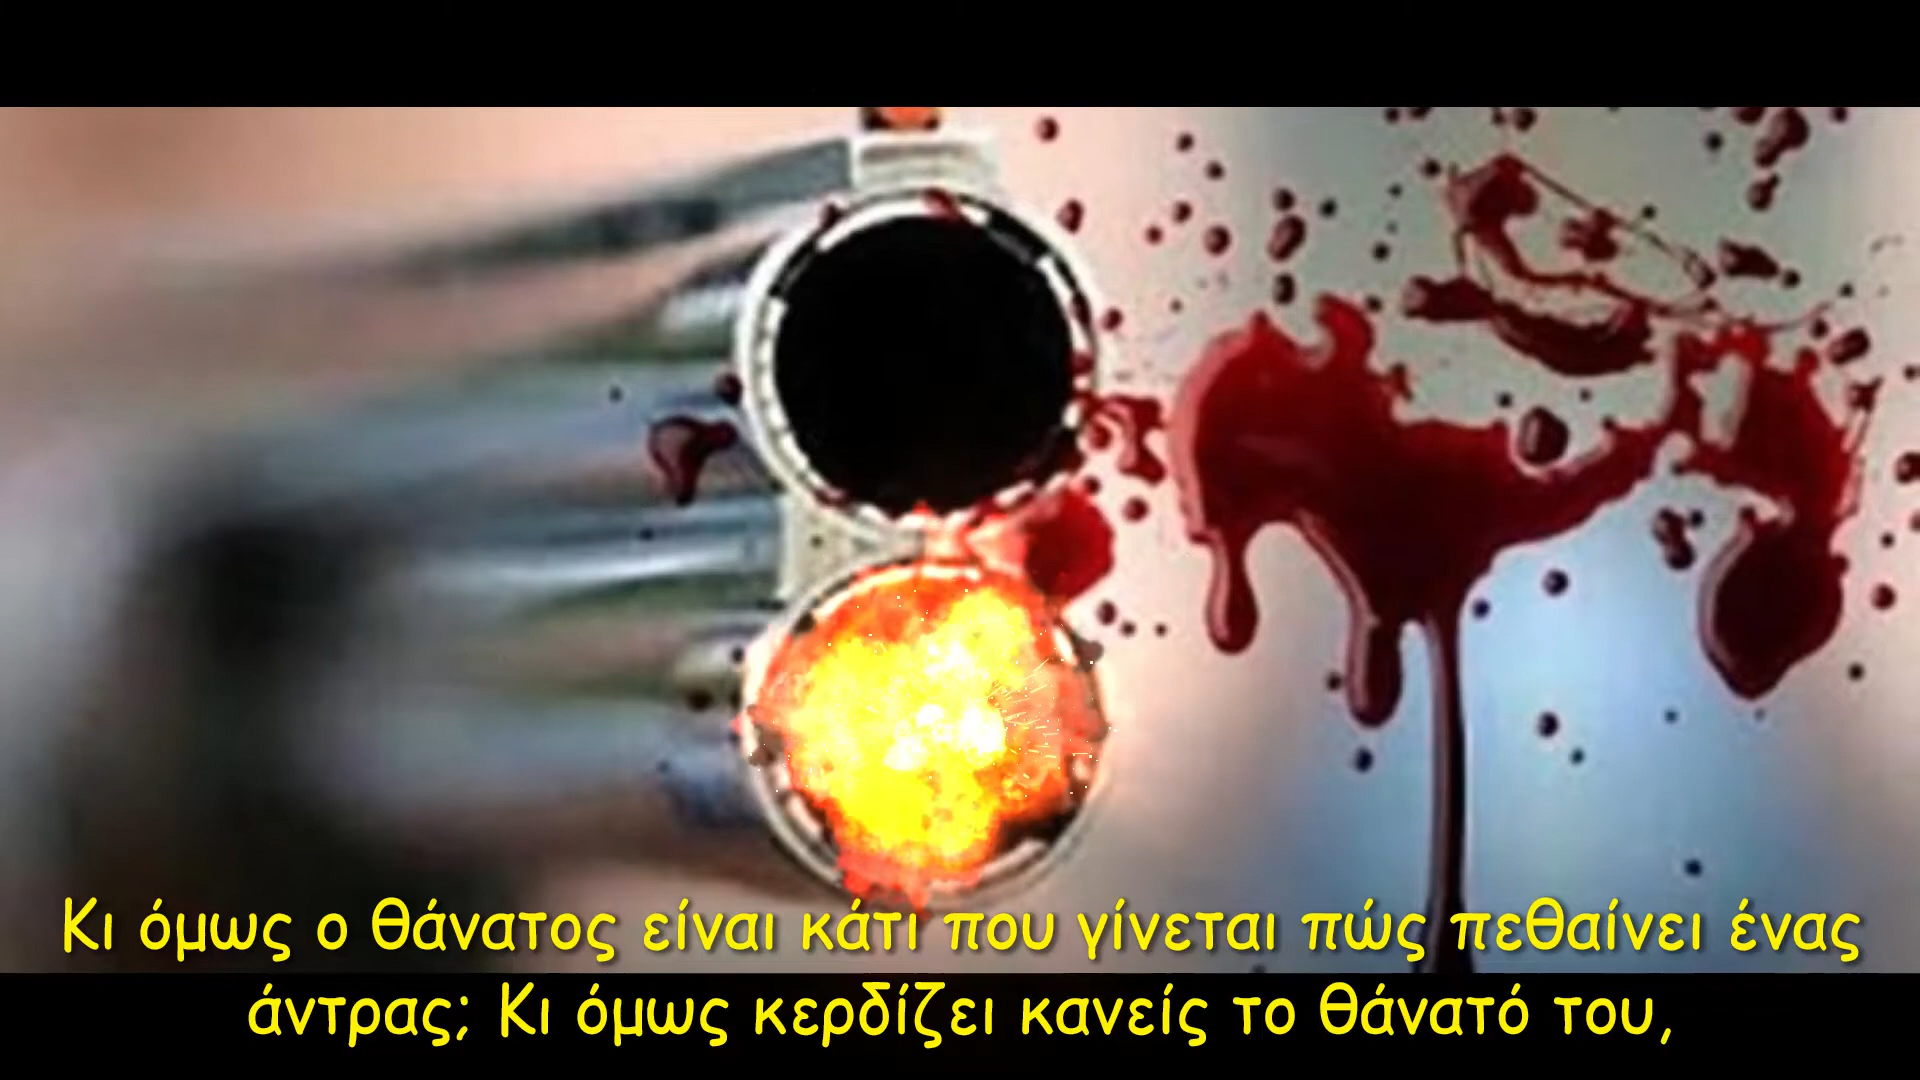 Κι όμως ο θάνατος είναι κάτι που γίνεται πώς πεθαίνει ένας
άντρας; Κι όμως κερδίζει κανείς το θάνατό του,